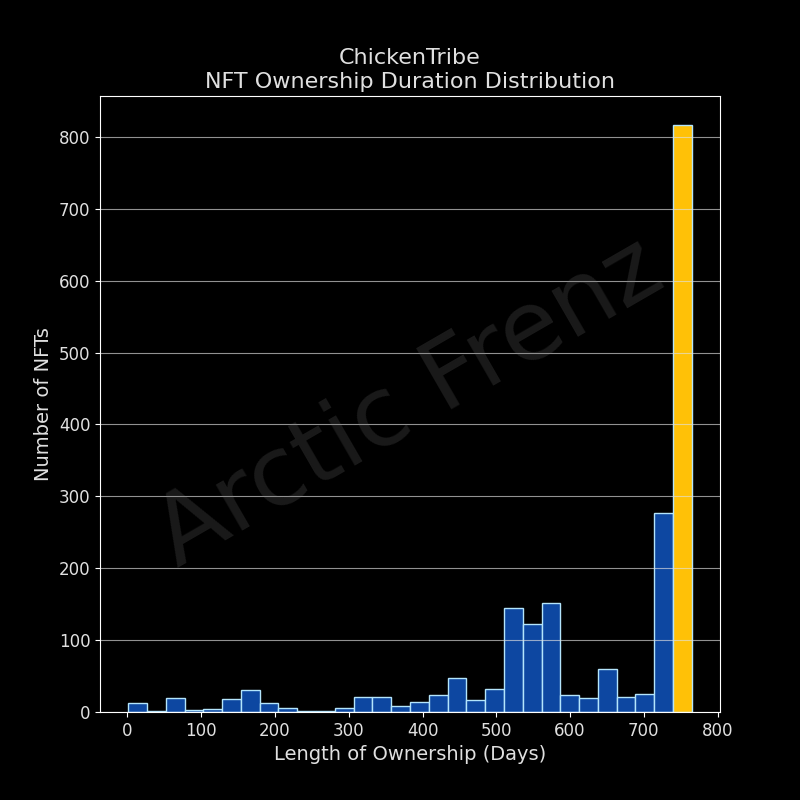 ChickenTribe
NFT Ownership Duration Distribution
800
700
600
500
400
300
200
100
0
Number of NFTs
Arctic Frenz
0 100 200 300 400 500 600 700 800
Length of Ownership (Days)